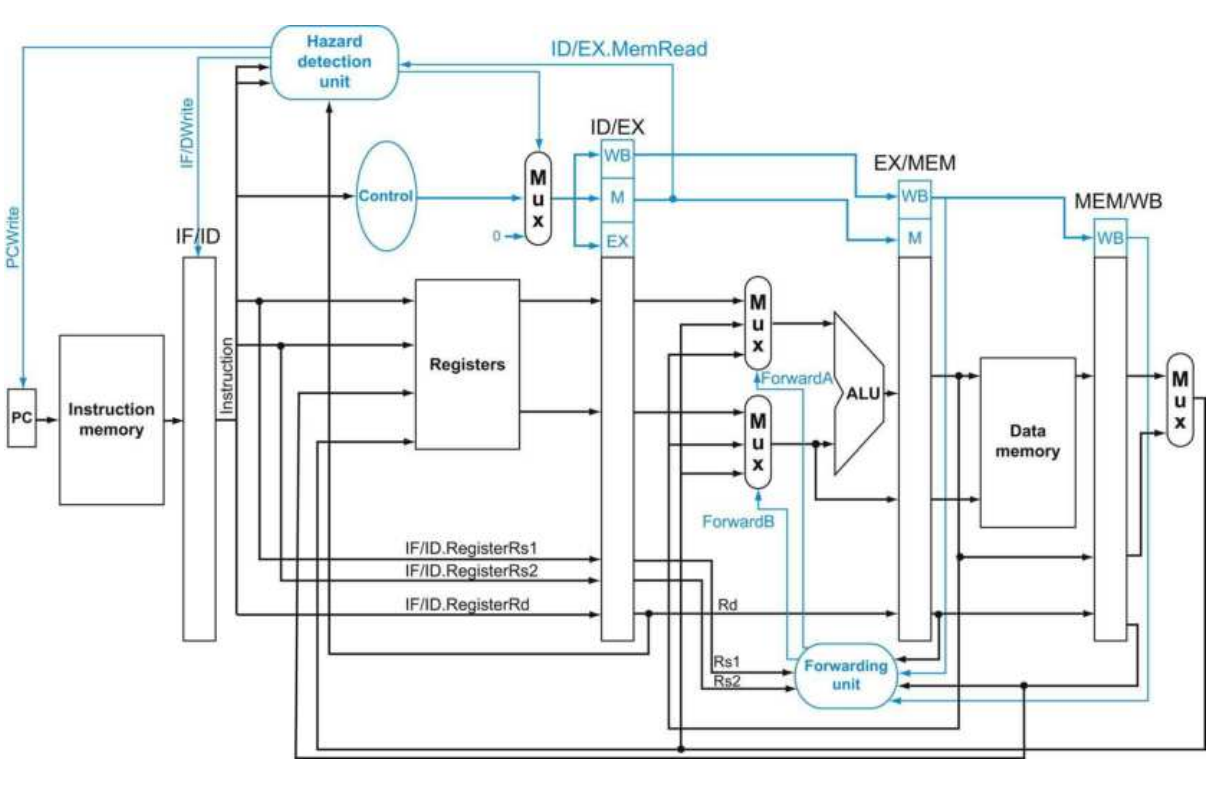 Hazard
detection
unit
ID/EX.MemRead
IF/DWrite
PCWrite
ID/EX
WB
EX/MEM
Control
M
u
x
M
WB
MEM/WB
0
EX
M
WB
IF/ID
Instruction
memory
PC
Instruction
Registers
M
u
x
ForwardA
ALU
M
u
x
ForwardB
Data
memory
M
u
x
IF/ID.RegisterRs1
IF/ID.RegisterRs2
IF/ID.RegisterRd
Rd
Rs1
Rs2
Forwarding
unit